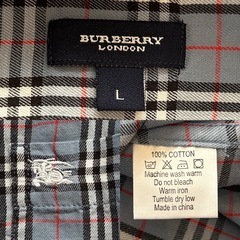 BURBERRY
LONDON
L
100% COTTON
Machine wash warm
Do not bleach
Warm iron
Tumble dry low
Made in china